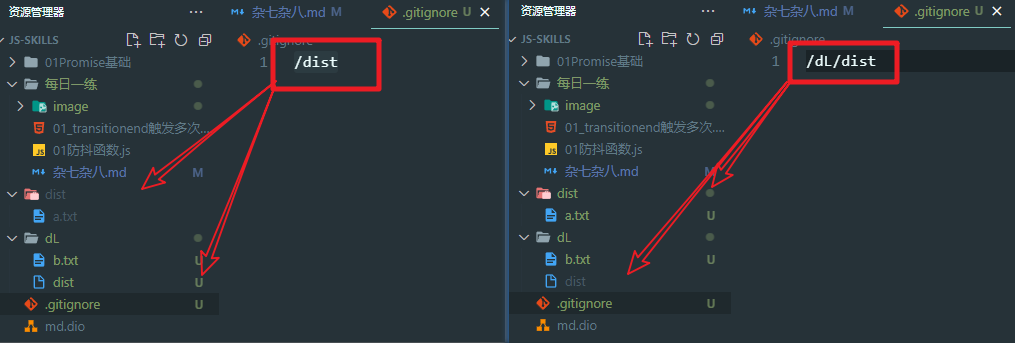 资源管理器 ... 杂七杂八.md M .gitignore U
JS-SKILLS .gitignore
01Promise基础 1 /dist
每日一练
image
01_transitionend触发多次....
01防抖函数.js
杂七杂八.md M
dist
a.txt
dL
b.txt U
dist U
.gitignore U
md.dio
资源管理器 ... 杂七杂八.md M .gitignore U
JS-SKILLS .gitignore
01Promise基础 1 /dL/dist
每日一练
image
01_transitionend触发多次....
01防抖函数.js
杂七杂八.md M
dist
a.txt U
dL
b.txt U
dist
.gitignore U
md.dio